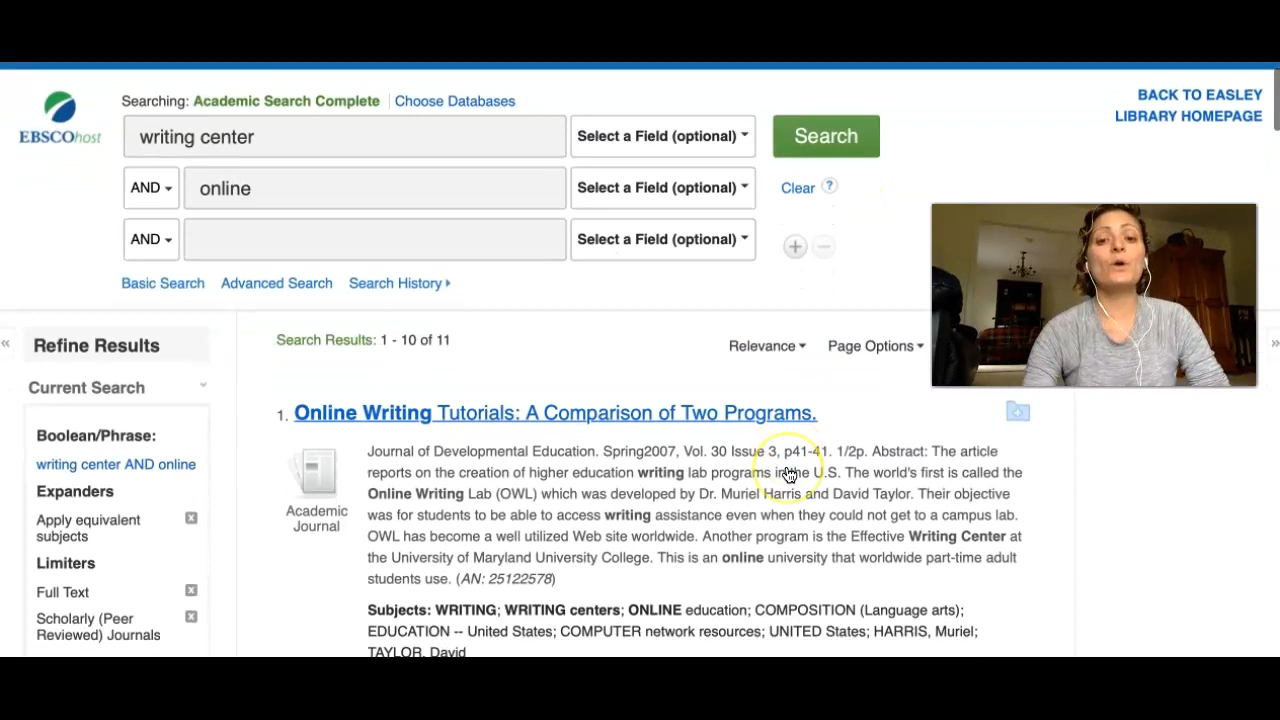 Searching: Academic Search Complete Choose Databases
BACK TO EASLEY
LIBRARY HOMEPAGE
EBSCOhost
writing center Select a Field (optional) Search
AND online Select a Field (optional) Clear ?
AND Select a Field (optional)
Basic Search Advanced Search Search History
Refine Results
Search Results: 1 - 10 of 11
Relevance Page Options
Current Search
Boolean/Phrase:
writing center AND online
Expanders
Apply equivalent
subjects
Limiters
Full Text
Scholarly (Peer
Reviewed) Journals
1. Online Writing Tutorials: A Comparison of Two Programs.
Academic
Journal
Journal of Developmental Education. Spring2007, Vol. 30 Issue 3, p41-41. 1/2p. Abstract: The article
reports on the creation of higher education writing lab programs in the U.S. The world's first is called the
Online Writing Lab (OWL) which was developed by Dr. Muriel Harris and David Taylor. Their objective
was for students to be able to access writing assistance even when they could not get to a campus lab.
OWL has become a well utilized Web site worldwide. Another program is the Effective Writing Center at
the University of Maryland University College. This is an online university that worldwide part-time adult
students use. (AN: 25122578)
Subjects: WRITING; WRITING centers; ONLINE education; COMPOSITION (Language arts);
EDUCATION -- United States; COMPUTER network resources; UNITED States; HARRIS, Muriel;
TAYLOR, David